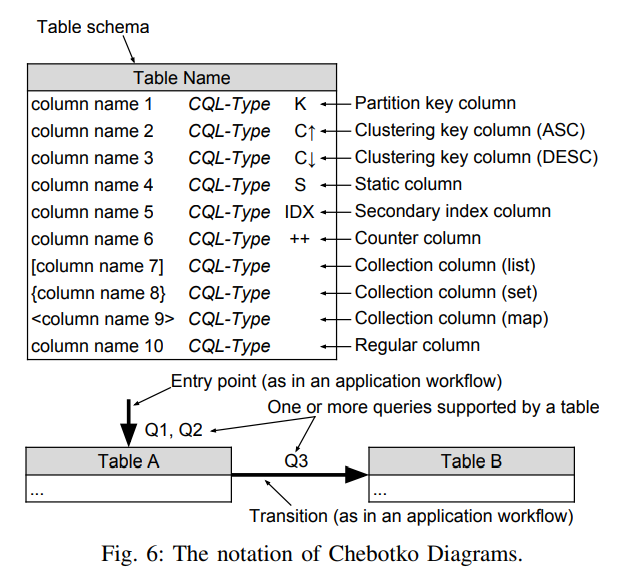 Table schema
Table Name
column name 1 CQL-Type K Partition key column
column name 2 CQL-Type C↑ Clustering key column (ASC)
column name 3 CQL-Type C↓ Clustering key column (DESC)
column name 4 CQL-Type S Static column
column name 5 CQL-Type IDX Secondary index column
column name 6 CQL-Type ++ Counter column
[column name 7] CQL-Type Collection column (list)
{column name 8} CQL-Type Collection column (set)
<column name 9> CQL-Type Collection column (map)
column name 10 CQL-Type Regular column
Entry point (as in an application workflow)
One or more queries supported by a table
Q1, Q2
Table A Q3 Table B
... ...
Transition (as in an application workflow)
Fig. 6: The notation of Chebotko Diagrams.